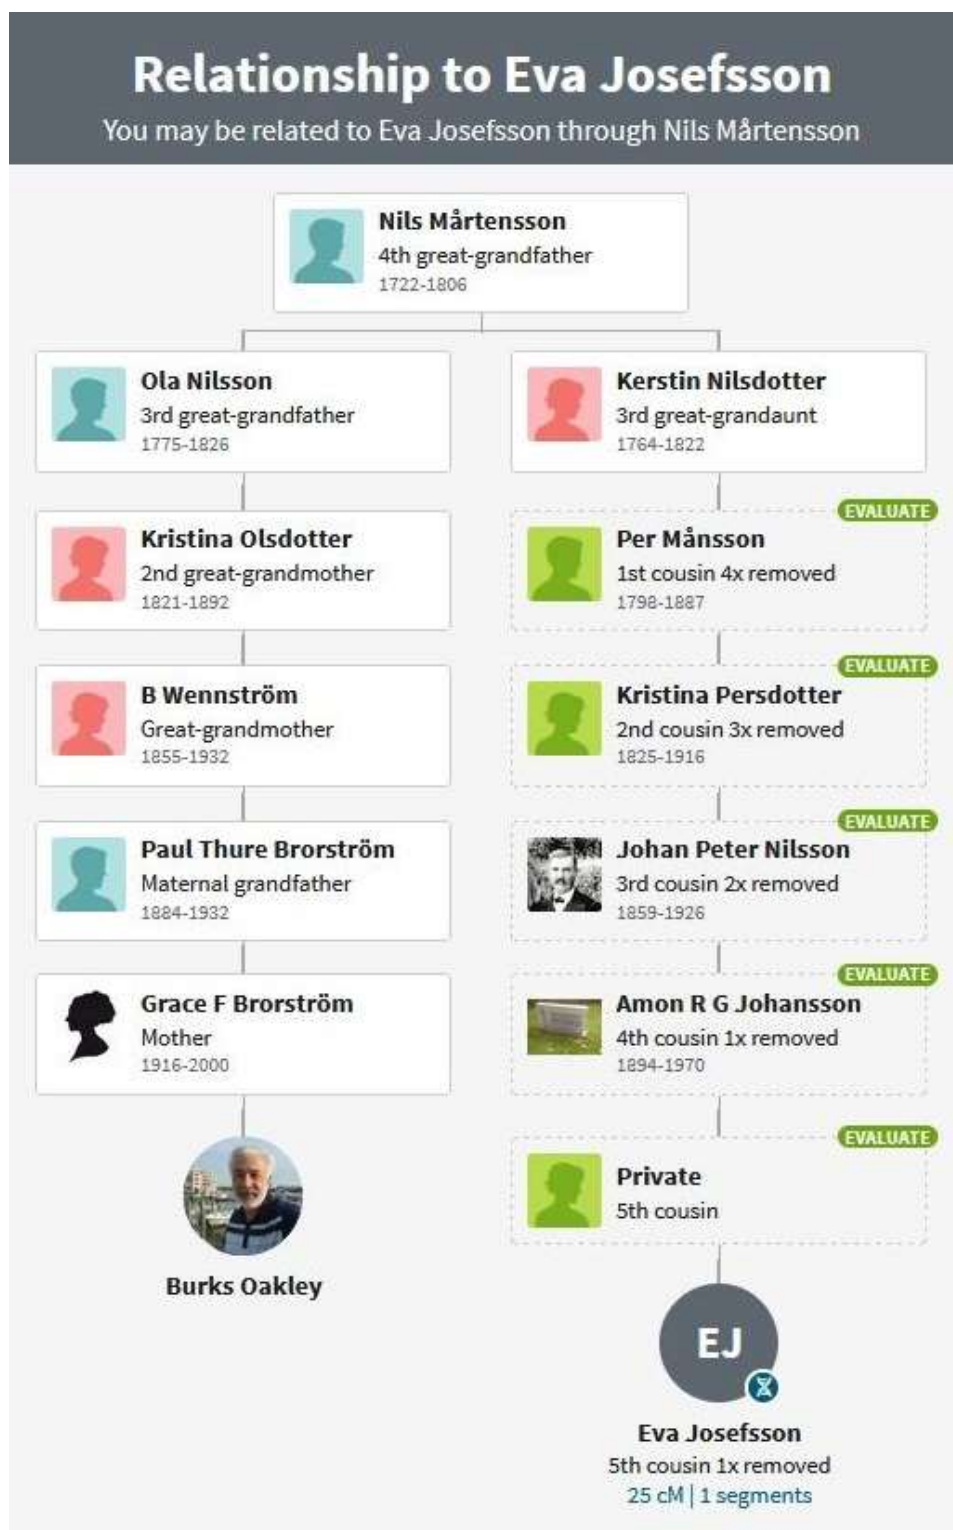 Relationship to Eva Josefsson
You may be related to Eva Josefsson through Nils Mårtensson
Nils Mårtensson
4th great-grandfather
1722-1806
Ola Nilsson
3rd great-grandfather
1775-1826
Kerstin Nilsdotter
3rd great-grandaunt
1764-1822
Kristina Olsdotter
2nd great-grandmother
1821-1892
EVALUATE
Per Månsson
1st cousin 4x removed
1798-1887
B Wennström
Great-grandmother
1855-1932
EVALUATE
Kristina Persdotter
2nd cousin 3x removed
1825-1916
Paul Thure Brorström
Maternal grandfather
1884-1932
EVALUATE
Johan Peter Nilsson
3rd cousin 2x removed
1859-1926
Grace F Brorström
Mother
1916-2000
EVALUATE
Amon R G Johansson
4th cousin 1x removed
1894-1970
Burks Oakley
EVALUATE
Private
5th cousin
EJ
Eva Josefsson
5th cousin 1x removed
25 cM | 1 segments